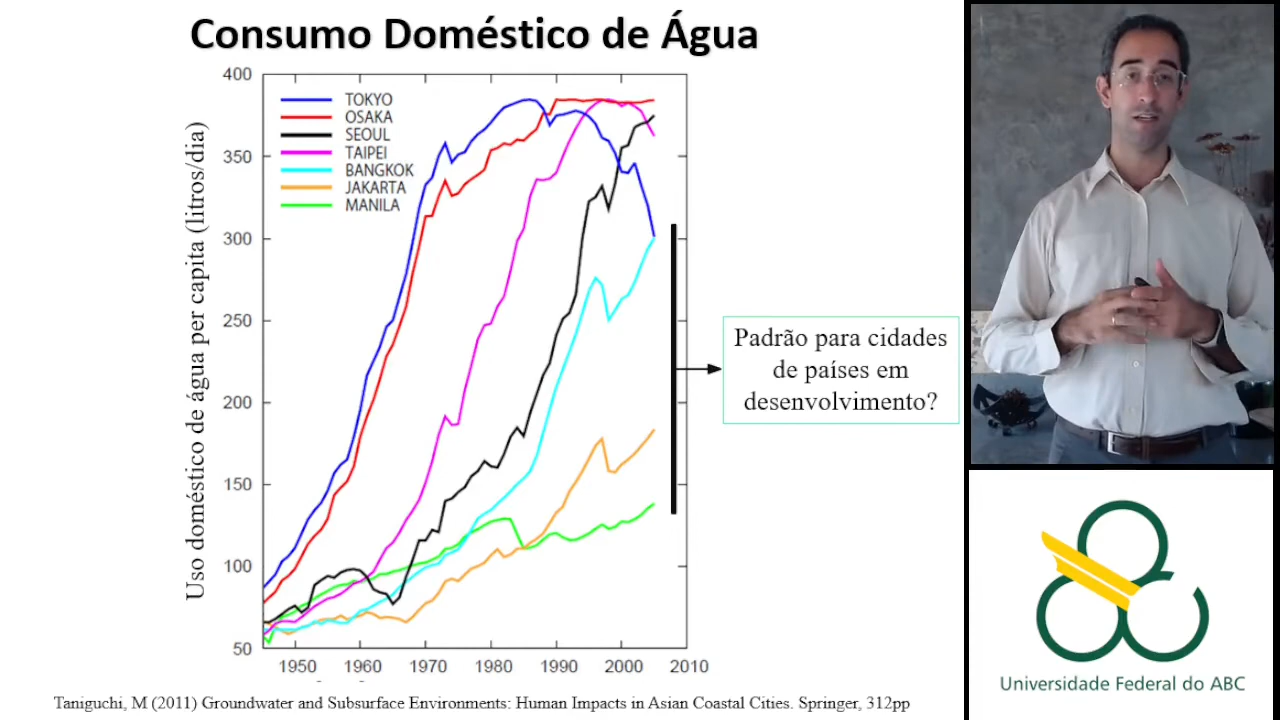 Consumo Doméstico de Água
Uso doméstico de água per capita (litros/dia)
400
350
300
250
200
150
100
50
TOKYO
OSAKA
SEOUL
TAIPEI
BANGKOK
JAKARTA
MANILA
1950 1960 1970 1980 1990 2000 2010
Padrão para cidades
de países em
desenvolvimento?
Taniguchi, M (2011) Groundwater and Subsurface Environments: Human Impacts in Asian Coastal Cities. Springer, 312pp
Universidade Federal do ABC